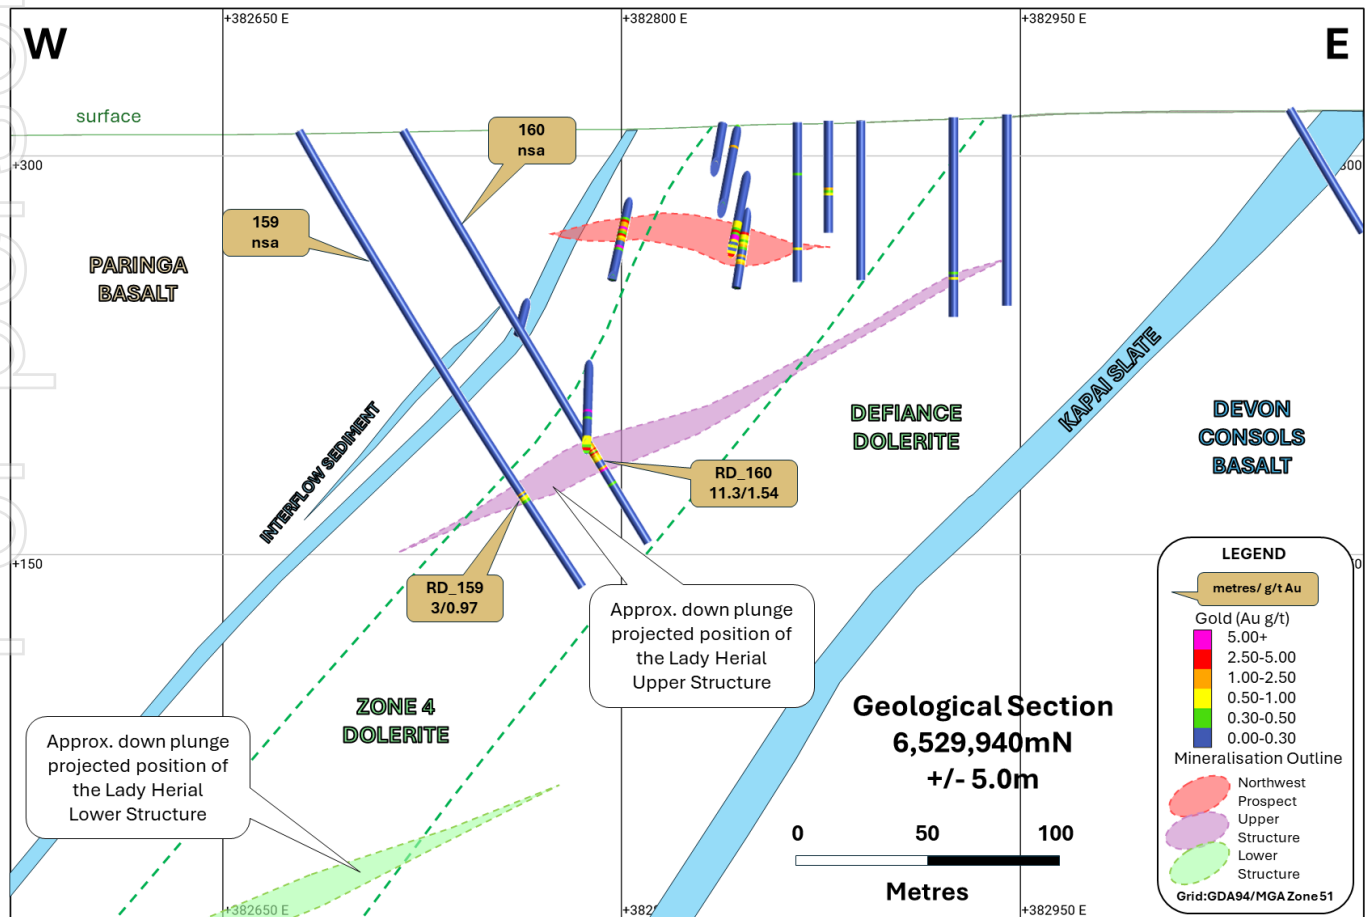 +382650 E
+382800 E
+382950 E
W
E
surface
160
nsa
+300
300
159
nsa
PARINGA
BASALT
DEFIANCE
DOLERITE
KAPAI SLATE
DEVON
CONSOLS
BASALT
INTERFLOW SEDIMENT
RD_160
11.3/1.54
+150
0
RD_159
3/0.97
Approx. down plunge
projected position of
the Lady Herial
Upper Structure
ZONE 4
DOLERITE
Approx. down plunge
projected position of
the Lady Herial
Lower Structure
Geological Section
6,529,940mN
+/- 5.0m
0 50 100
Metres
LEGEND
metres/ g/t Au
Gold (Au g/t)
5.00+
2.50-5.00
1.00-2.50
0.50-1.00
0.30-0.50
0.00-0.30
Mineralisation Outline
Northwest
Prospect
Upper
Structure
Lower
Structure
Grid:GDA94/MGA Zone 51
+382650 E
+3829
+382950 E